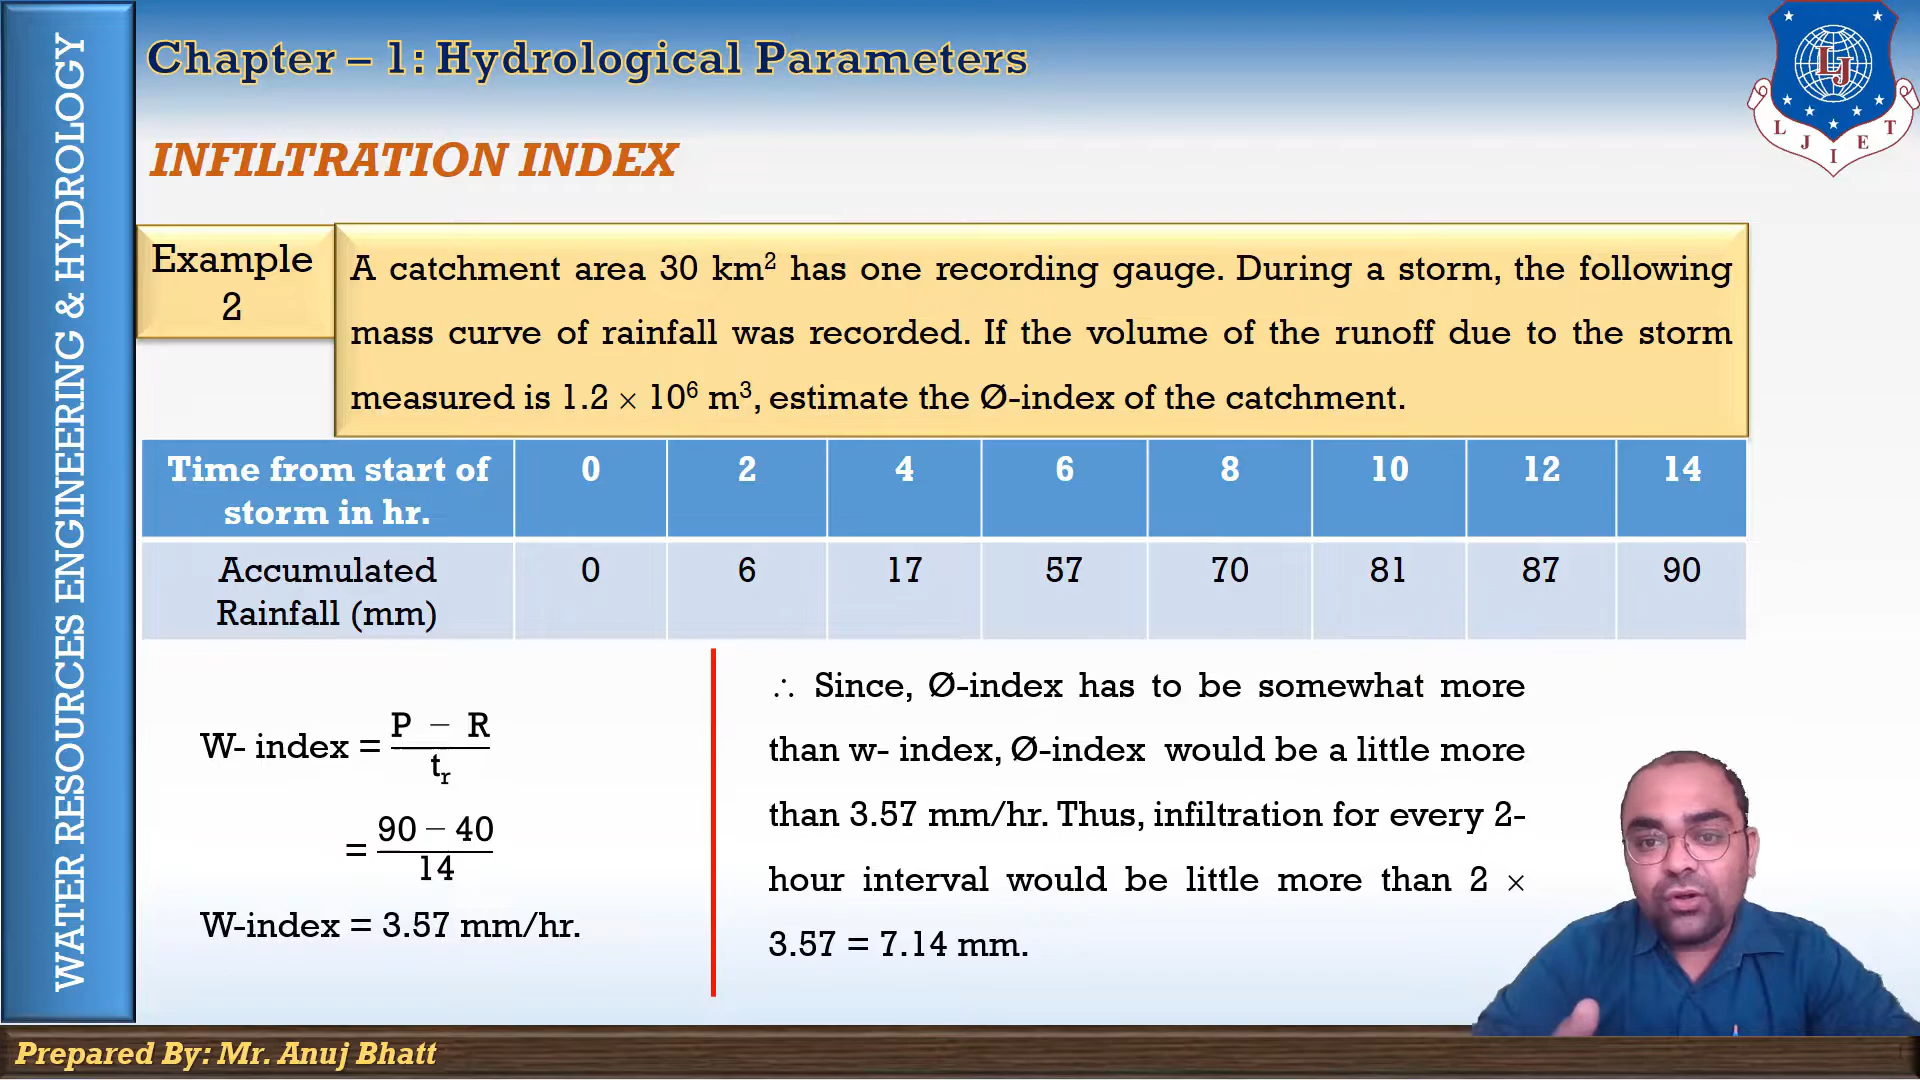 Chapter – 1: Hydrological Parameters
INFILTRATION INDEX
WATER RESOURCES ENGINEERING & HYDROLOGY
LJ
L J I E T
Example
2
A catchment area 30 km² has one recording gauge. During a storm, the following
mass curve of rainfall was recorded. If the volume of the runoff due to the storm
measured is 1.2 × 10⁶ m³, estimate the Ø-index of the catchment.
Time from start of storm in hr. 0 2 4 6 8 10 12 14
Accumulated Rainfall (mm) 0 6 17 57 70 81 87 90
W- index = P – R / tᵣ
= 90 – 40 / 14
W-index = 3.57 mm/hr.
∴ Since, Ø-index has to be somewhat more
than w- index, Ø-index would be a little more
than 3.57 mm/hr. Thus, infiltration for every 2-
hour interval would be little more than 2 ×
3.57 = 7.14 mm.
Prepared By: Mr. Anuj Bhatt